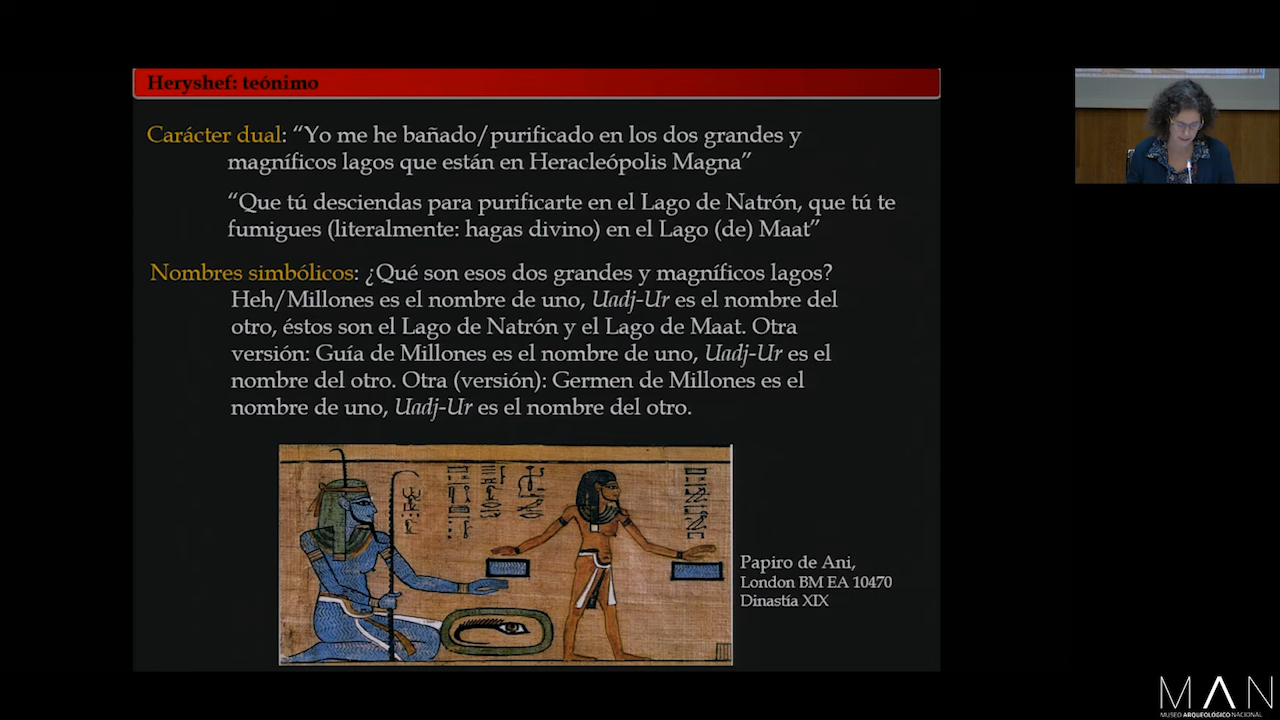 Heryshef: teónimo
Carácter dual: “Yo me he bañado/purificado en los dos grandes y
magníficos lagos que están en Heracleópolis Magna”
“Que tú desciendas para purificarte en el Lago de Natrón, que tú te
fumigues (literalmente: hagas divino) en el Lago (de) Maat”
Nombres simbólicos: ¿Qué son esos dos grandes y magníficos lagos?
Heh/Millones es el nombre de uno, Uadj-Ur es el nombre del
otro, éstos son el Lago de Natrón y el Lago de Maat. Otra
versión: Guía de Millones es el nombre de uno, Uadj-Ur es el
nombre del otro. Otra (versión): Germen de Millones es el
nombre de uno, Uadj-Ur es el nombre del otro.
Papiro de Ani,
London BM EA 10470
Dinastía XIX
MAN
MUSEO ARQUEOLÓGICO NACIONAL